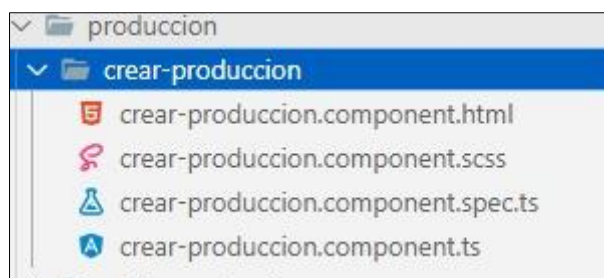 produccion
crear-produccion
crear-produccion.component.html
crear-produccion.component.scss
crear-produccion.component.spec.ts
crear-produccion.component.ts